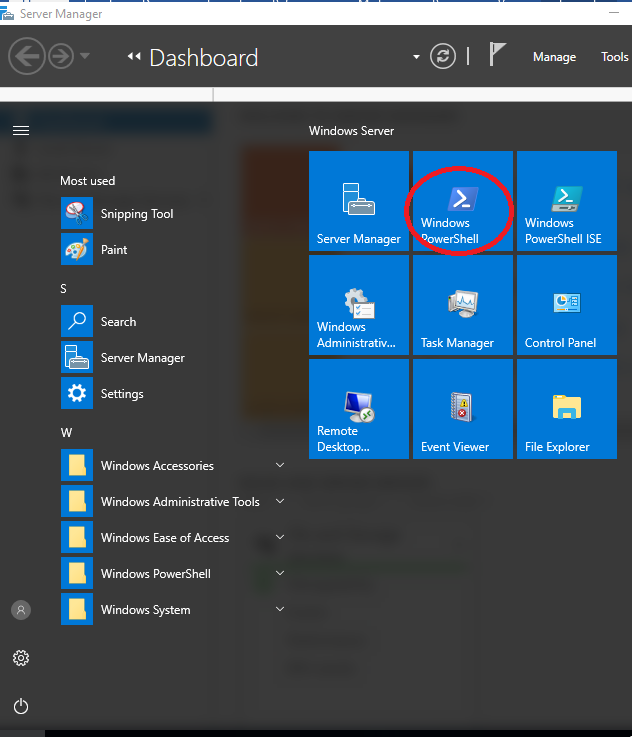 Server Manager
Dashboard
Manage
Tools
Windows Server
Most used
Snipping Tool
Paint
S
Search
Server Manager
Settings
W
Windows Accessories
Windows Administrative Tools
Windows Ease of Access
Windows PowerShell
Windows System
Server Manager
Windows
PowerShell
Windows
PowerShell ISE
Windows
Administrativ...
Task Manager
Control Panel
Remote
Desktop...
Event Viewer
File Explorer